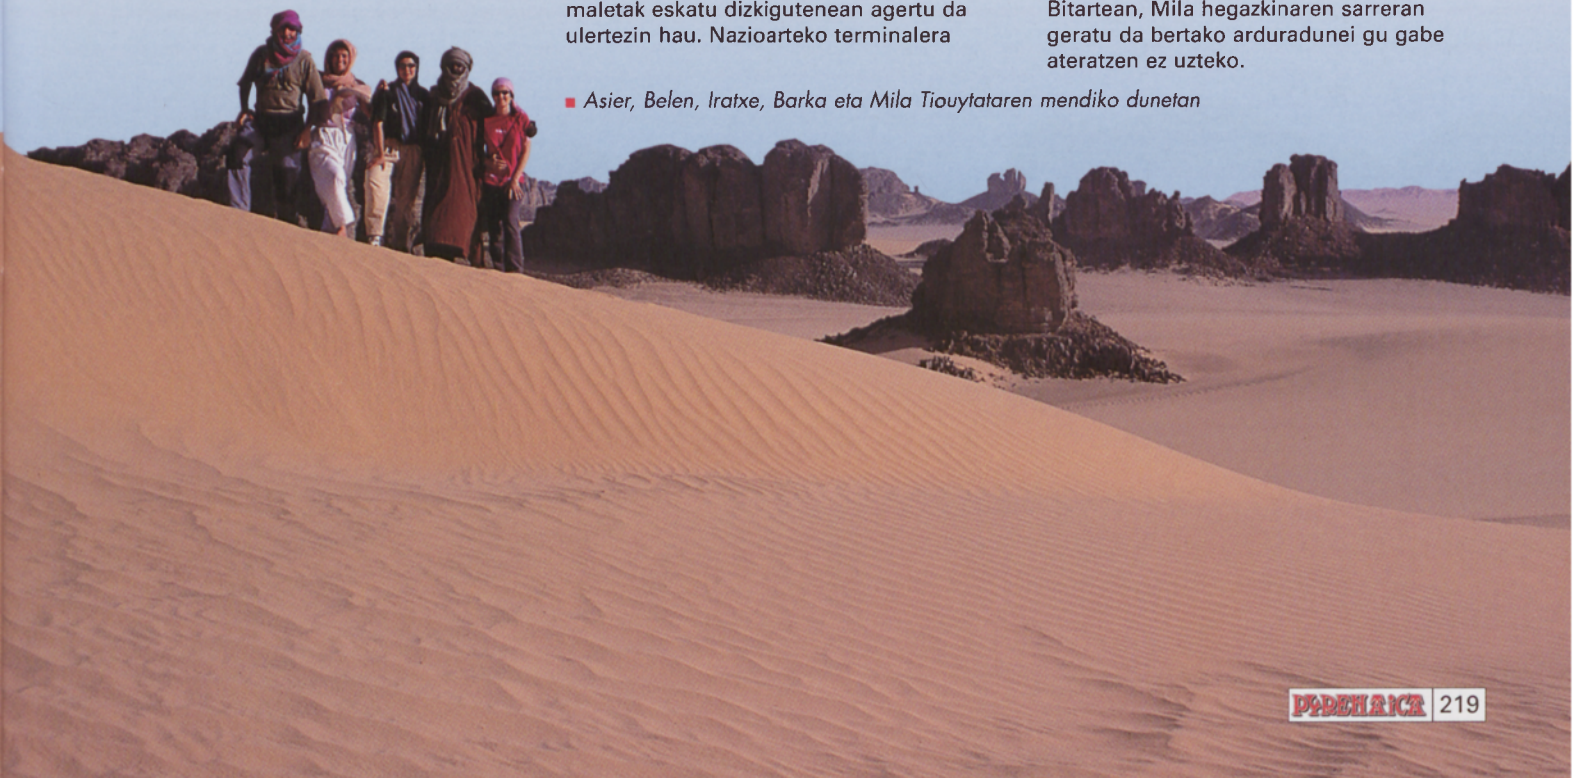 maletak eskatu dizkigutenean agertu da
ulertezin hau. Nazioarteko terminalera
Bitartean, Mila hegazkinaren sarreran
geratu da bertako arduradunei gu gabe
ateratzen ez uzteko.
■ Asier, Belen, Iratxe, Barka eta Mila Tiouytataren mendiko dunetan
PYRENAICA 219